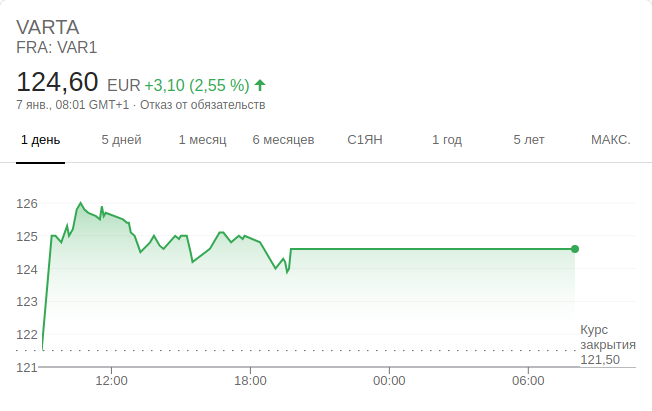 VARTA
FRA: VAR1
124,60 EUR +3,10 (2,55 %) ↑
7 янв., 08:01 GMT+1 · Отказ от обязательств
1 день 5 дней 1 месяц 6 месяцев С1ЯН 1 год 5 лет МАКС.
126
125
124
123
122
121
Курс
закрытия
121,50
12:00 18:00 00:00 06:00